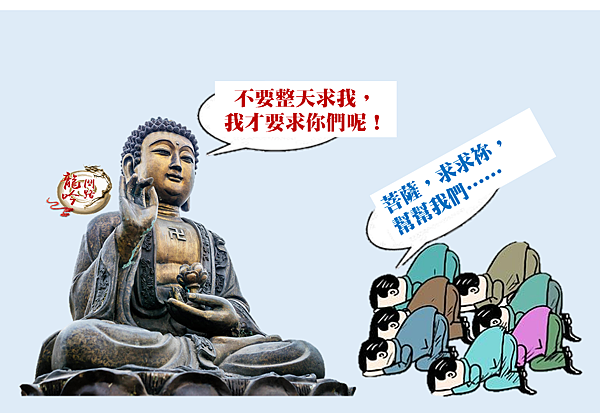 不要整天求我，
我才要求你們呢！
菩薩，求求祢，
幫幫我們……
卍